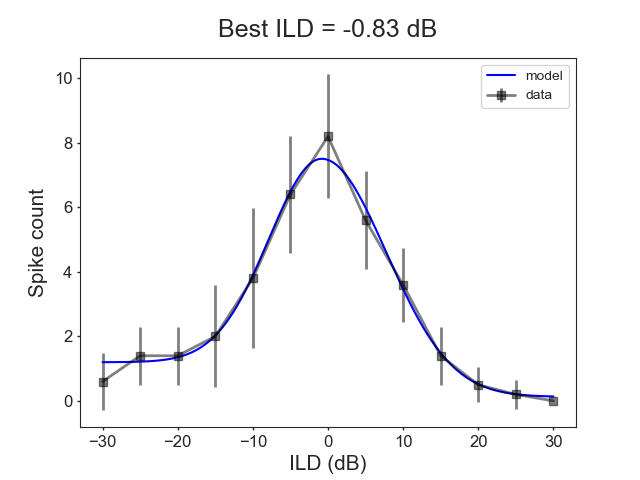 Best ILD = -0.83 dB
model
data
10
8
6
4
2
0
Spike count
−30 −20 −10 0 10 20 30
ILD (dB)